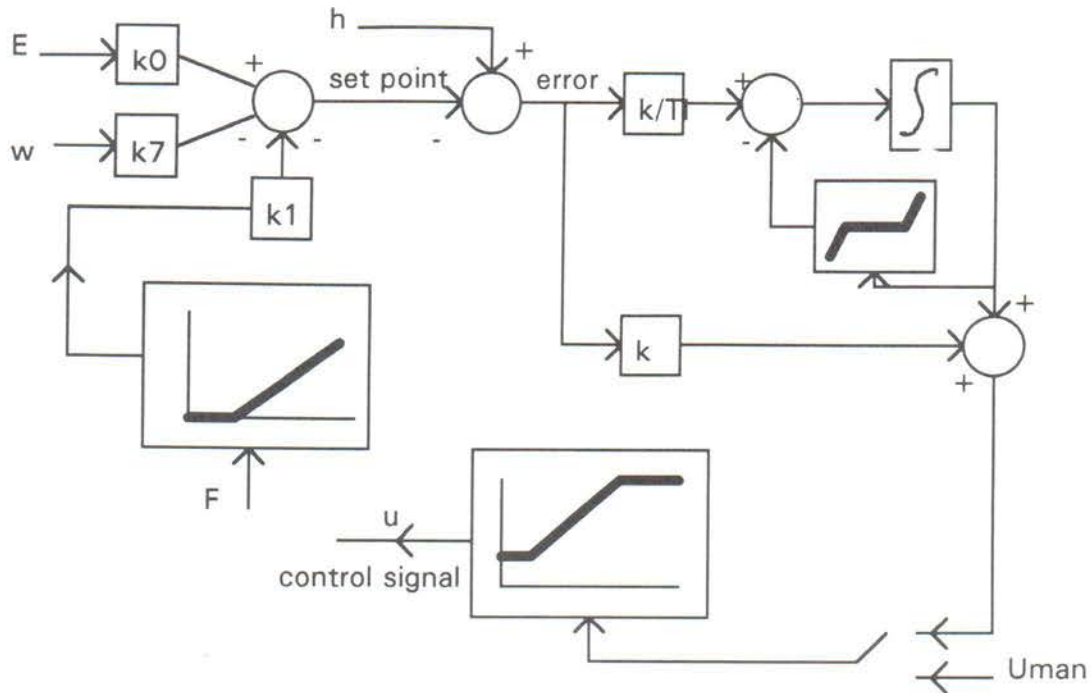 h
E
k0
+
+
set point
error
k/TI
+
-
-
-
-
w
k7
k1
k
+
+
F
u
control signal
Uman